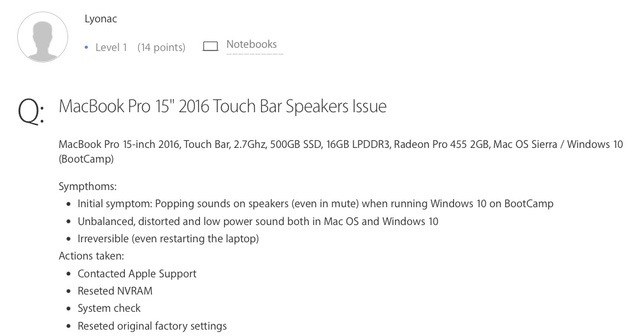 Lyonac
• Level 1 (14 points) Notebooks
Q: MacBook Pro 15" 2016 Touch Bar Speakers Issue
MacBook Pro 15-inch 2016, Touch Bar, 2.7Ghz, 500GB SSD, 16GB LPDDR3, Radeon Pro 455 2GB, Mac OS Sierra / Windows 10
(BootCamp)
Sympthoms:
• Initial symptom: Popping sounds on speakers (even in mute) when running Windows 10 on BootCamp
• Unbalanced, distorted and low power sound both in Mac OS and Windows 10
• Irreversible (even restarting the laptop)
Actions taken:
• Contacted Apple Support
• Reseted NVRAM
• System check
• Reseted original factory settings